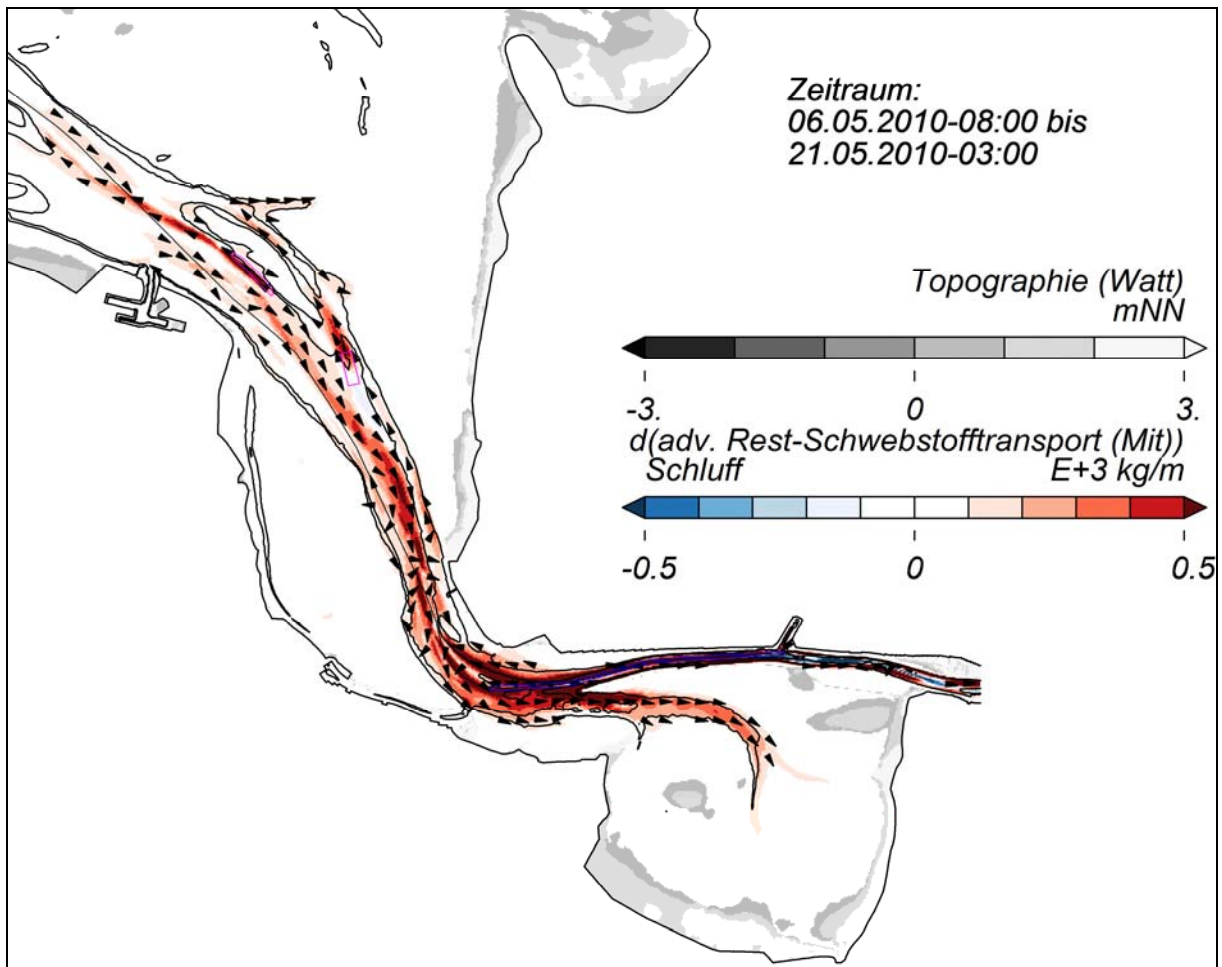 Zeitraum:
06.05.2010-08:00 bis
21.05.2010-03:00
Topographie (Watt)
mNN
-3. 0 3.
d(adv. Rest-Schwebstofftransport (Mit))
Schluff E+3 kg/m
-0.5 0 0.5